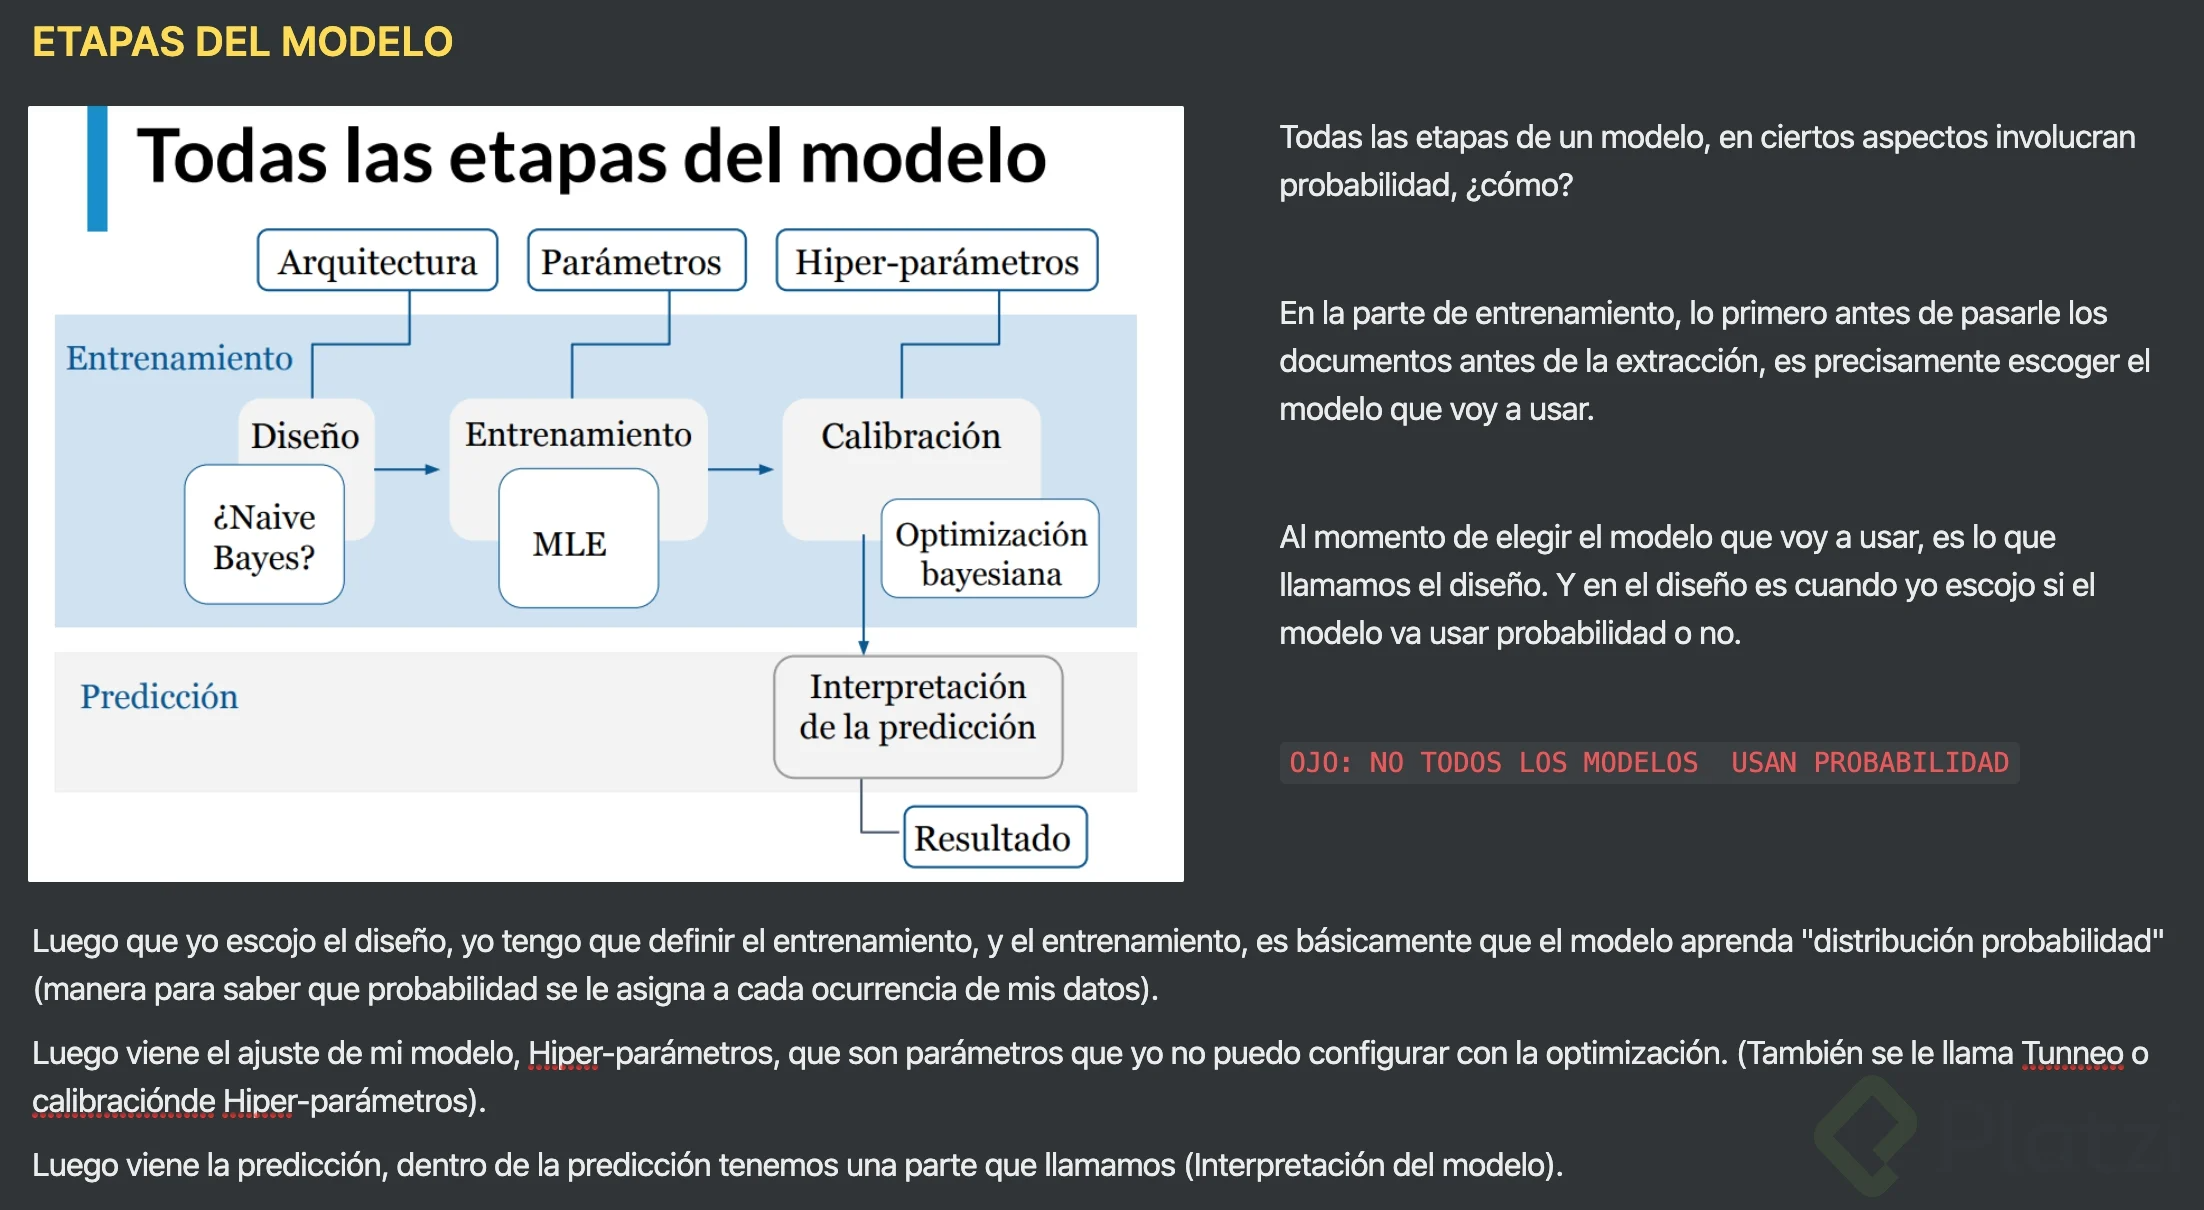 ETAPAS DEL MODELO
Todas las etapas del modelo
Arquitectura
Parámetros
Hiper-parámetros
Entrenamiento
Diseño
Entrenamiento
Calibración
¿Naive
Bayes?
MLE
Optimización
bayesiana
Predicción
Interpretación
de la predicción
Resultado
Todas las etapas de un modelo, en ciertos aspectos involucran
probabilidad, ¿cómo?
En la parte de entrenamiento, lo primero antes de pasarle los
documentos antes de la extracción, es precisamente escoger el
modelo que voy a usar.
Al momento de elegir el modelo que voy a usar, es lo que
llamamos el diseño. Y en el diseño es cuando yo escojo si el
modelo va usar probabilidad o no.
OJO: NO TODOS LOS MODELOS  USAN PROBABILIDAD
Luego que yo escojo el diseño, yo tengo que definir el entrenamiento, y el entrenamiento, es básicamente que el modelo aprenda "distribución probabilidad"
(manera para saber que probabilidad se le asigna a cada ocurrencia de mis datos).
Luego viene el ajuste de mi modelo, Hiper-parámetros, que son parámetros que yo no puedo configurar con la optimización. (También se le llama Tunneo o
calibraciónde Hiper-parámetros).
Luego viene la predicción, dentro de la predicción tenemos una parte que llamamos (Interpretación del modelo).
Platzi